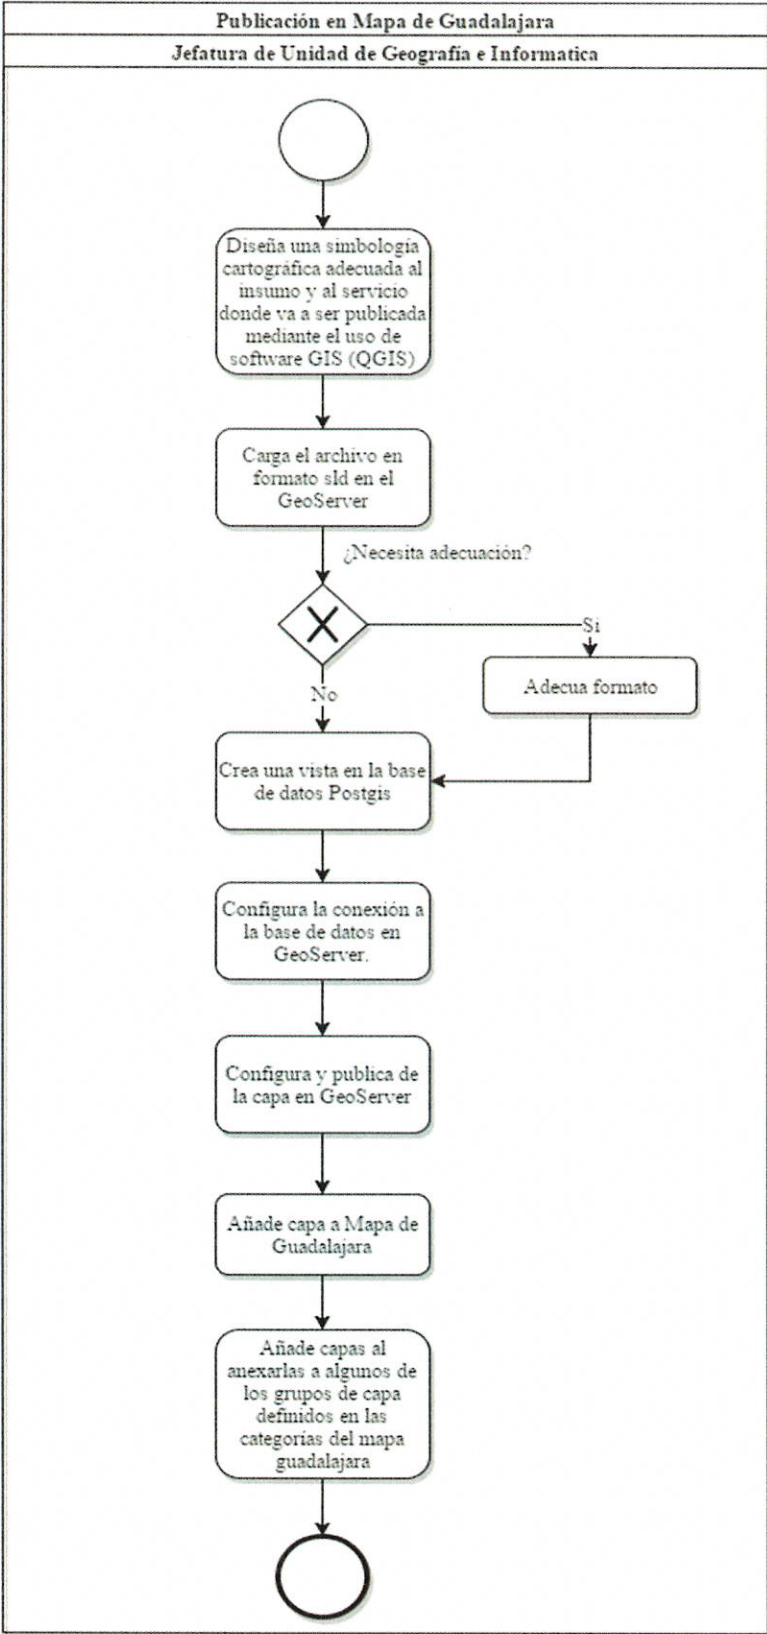 Publicación en Mapa de Guadalajara
Jefatura de Unidad de Geografía e Informatica
Diseña una simbología
cartográfica adecuada al
insumo y al servicio
donde va a ser publicada
mediante el uso de
software GIS (QGIS)
Carga el archivo en
formato sld en el
GeoServer
¿Necesita adecuación?
Si
No
Adecua formato
Crea una vista en la base
de datos Postgis
Configura la conexión a
la base de datos en
GeoServer.
Configura y publica de
la capa en GeoServer
Añade capa a Mapa de
Guadalajara
Añade capas al
anexarlas a algunos de
los grupos de capa
definidos en las
categorías del mapa
guadalajara